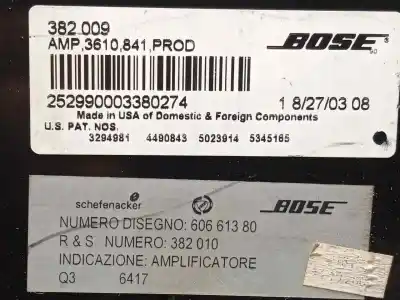 382 009
AMP,3610,841,PROD
BOSE®
252990003380274
1 8/27/03 08
Made in USA of Domestic & Foreign Components
U.S. PAT. NOS.
3294981 4490843 5023914 5345165
schefenacker
BOSE
NUMERO DISEGNO: 606 613 80
R & S NUMERO: 382 010
INDICAZIONE: AMPLIFICATORE
Q3 6417